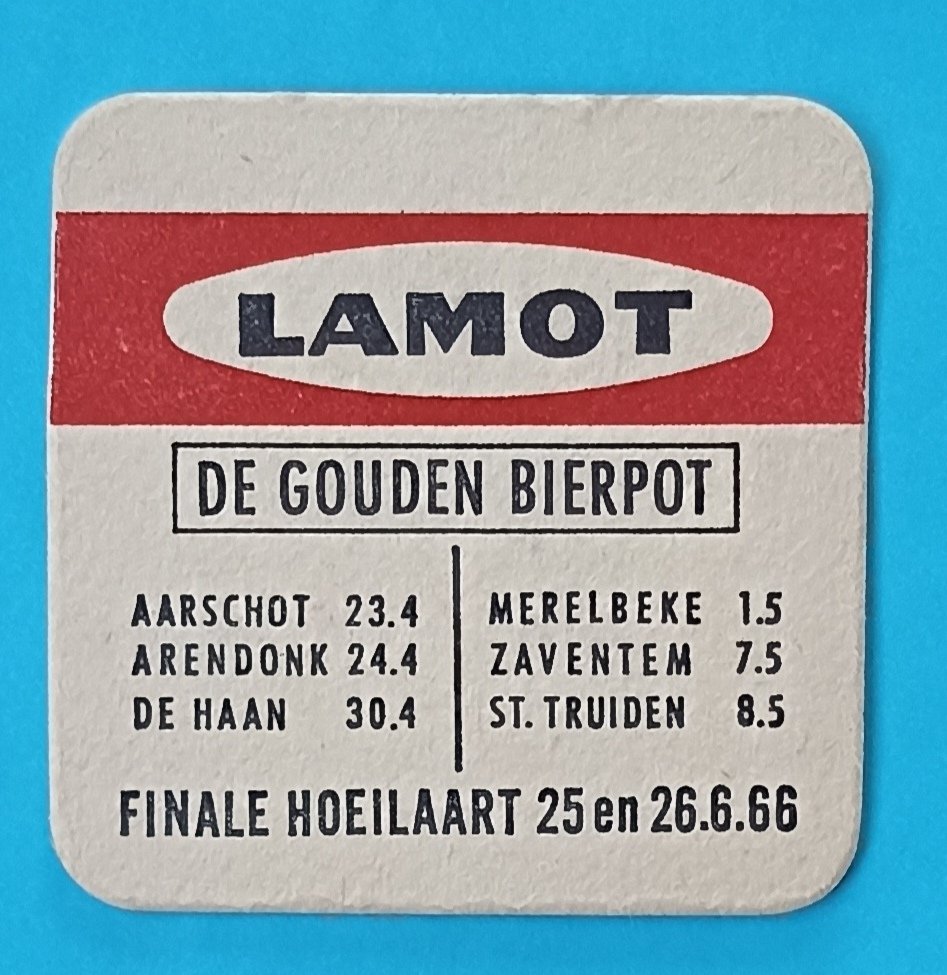 LAMOT
DE GOUDEN BIERPOT
AARSCHOT 23.4
ARENDONK 24.4
DE HAAN 30.4
MERELBEKE 1.5
ZAVENTEM 7.5
ST. TRUIDEN 8.5
FINALE HOEILAART 25 en 26.6.66